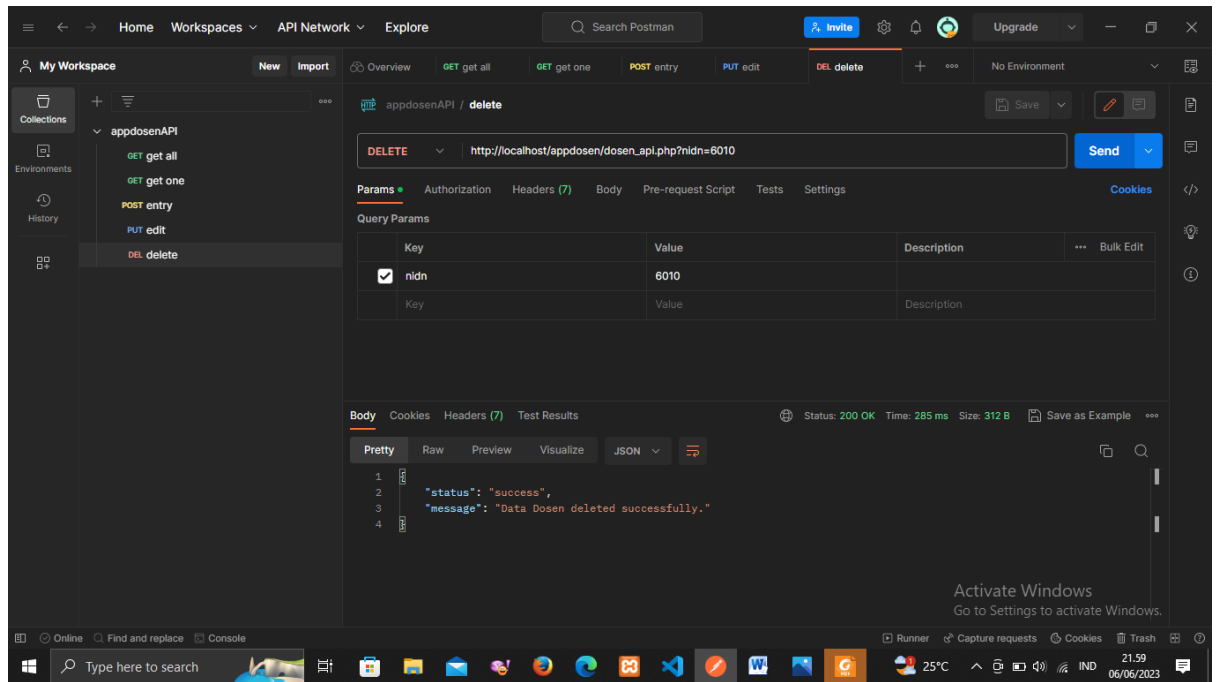 Home Workspaces API Network Explore Search Postman Invite Upgrade
My Workspace New Import Overview GET get all GET get one POST entry PUT edit DEL delete No Environment
Collections
Environments
History
appdosenAPI
GET get all
GET get one
POST entry
PUT edit
DEL delete
HTTP appdosenAPI / delete Save
DELETE http://localhost/appdosen/dosen_api.php?nidn=6010 Send
Params Authorization Headers (7) Body Pre-request Script Tests Settings Cookies
Query Params
Key Value Description Bulk Edit
nidn 6010
Key Value Description
Body Cookies Headers (7) Test Results Status: 200 OK Time: 285 ms Size: 312 B Save as Example
Pretty Raw Preview Visualize JSON
1 {
2 "status": "success",
3 "message": "Data Dosen deleted successfully."
4 }
Activate Windows
Go to Settings to activate Windows.
Online Find and replace Console Runner Capture requests Cookies Trash
Type here to search 25°C IND 21.59
06/06/2023